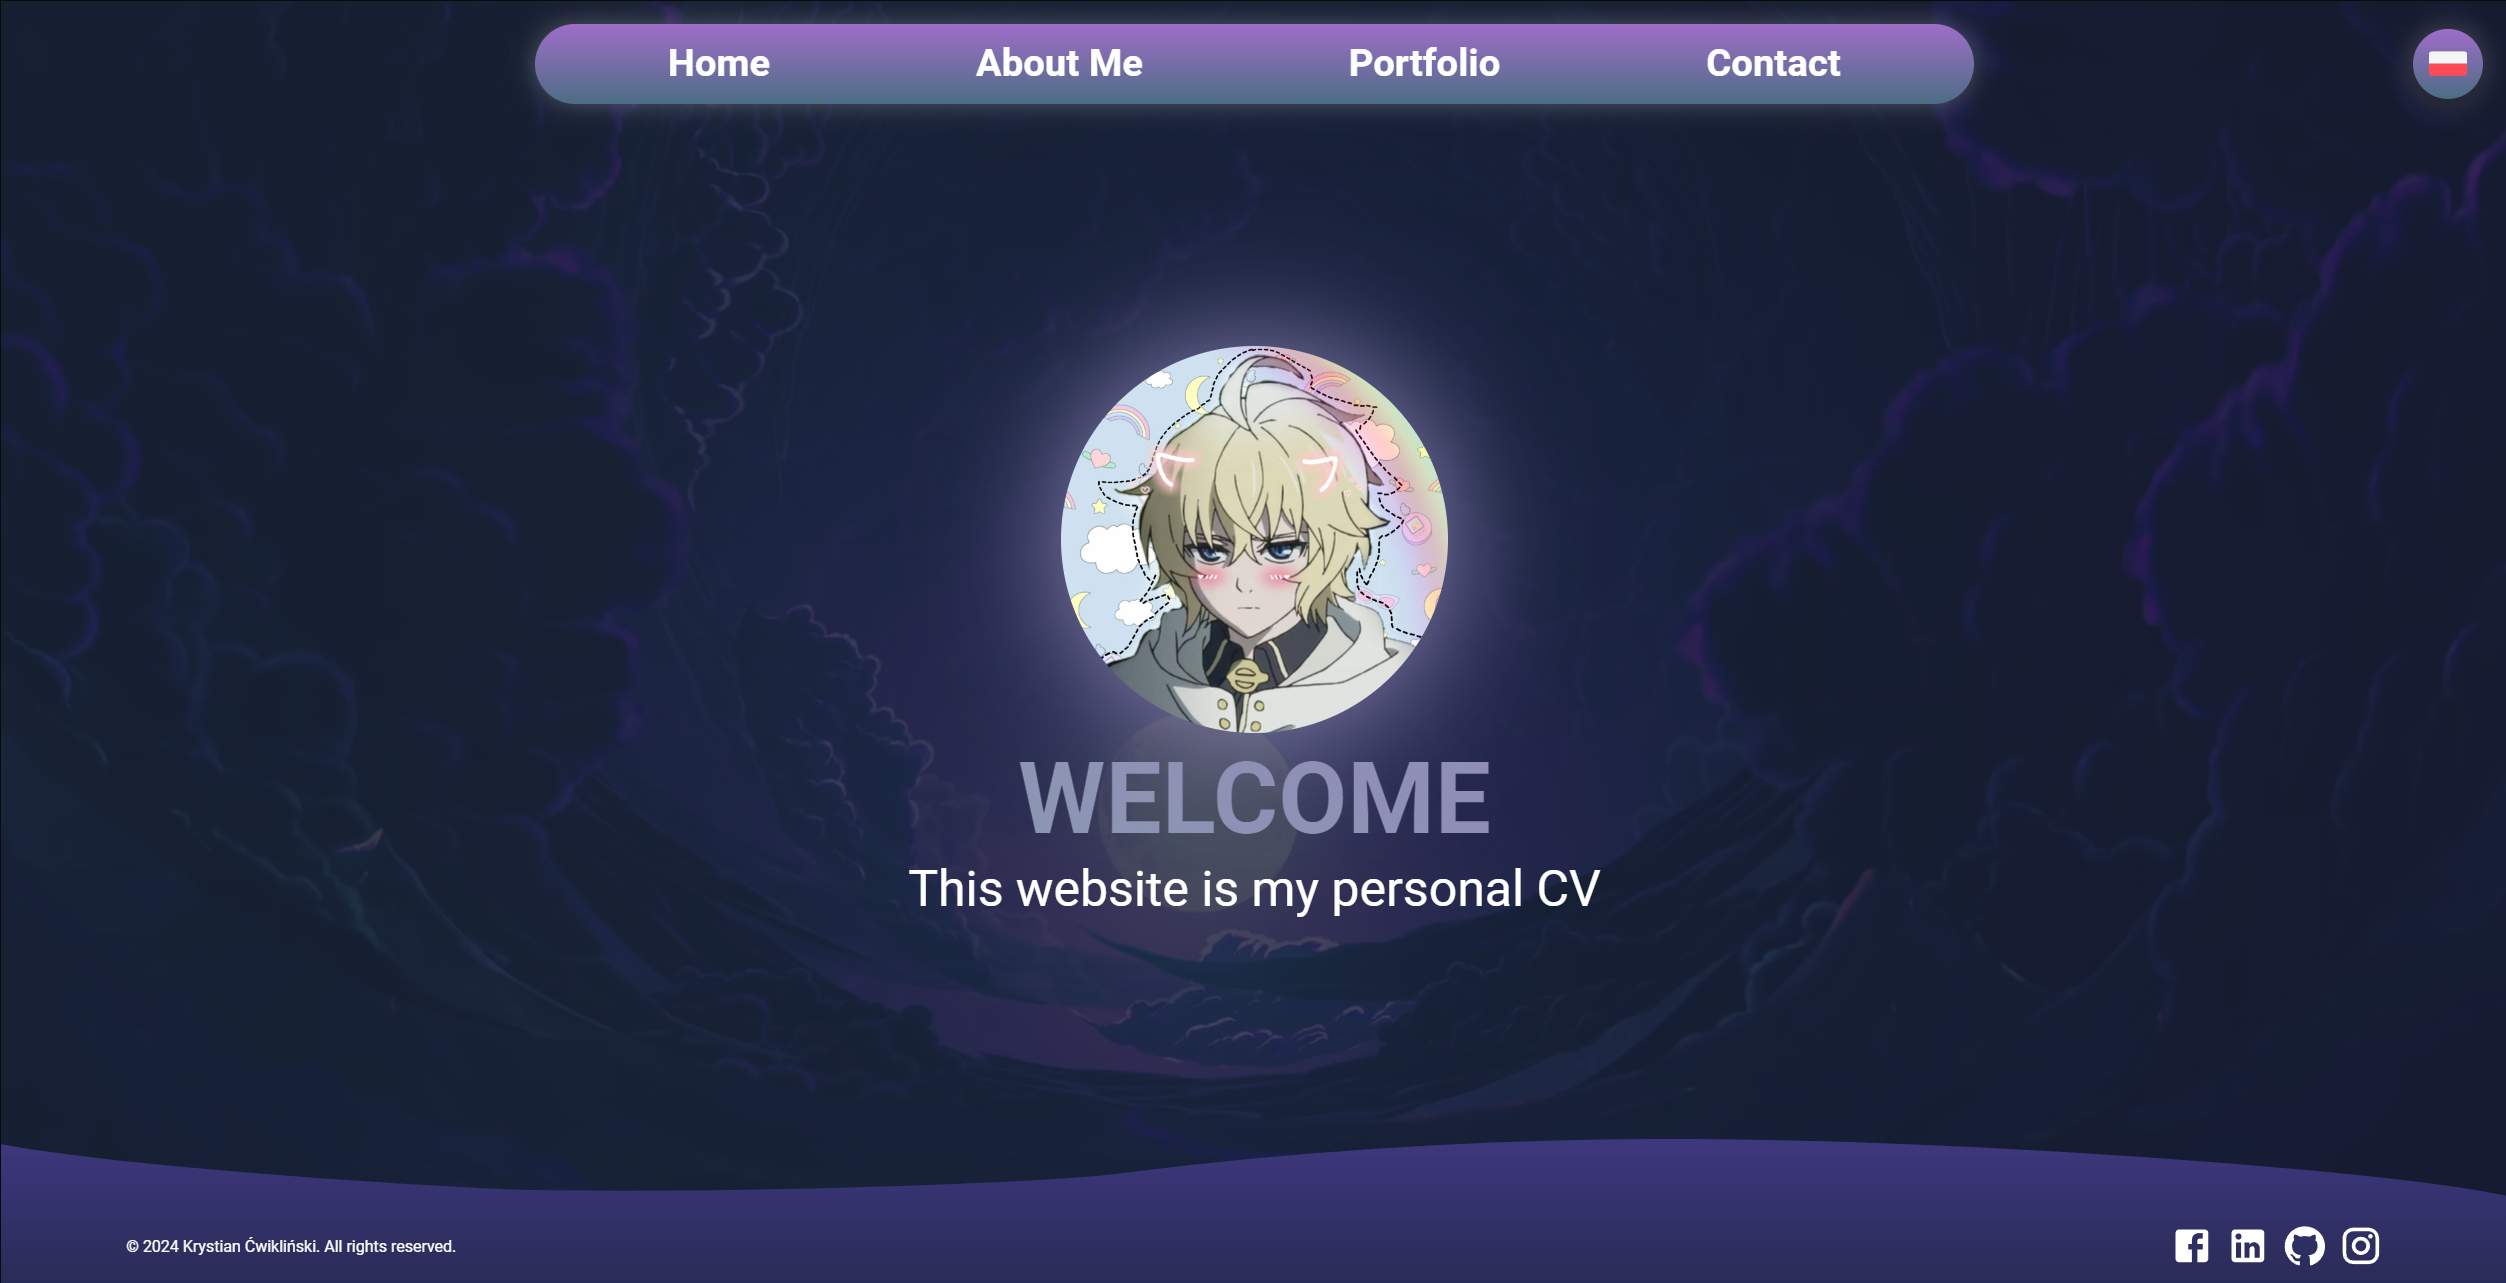 Home About Me Portfolio Contact
WELCOME
This website is my personal CV
© 2024 Krystian Ćwikliński. All rights reserved.